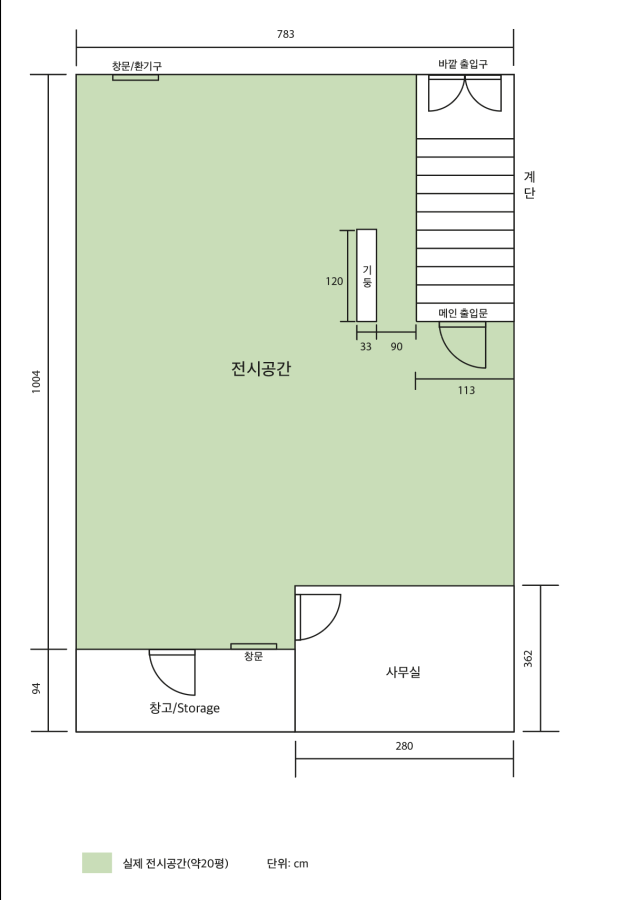 783
창문/환기구
바깥 출입구
계
단
120
기
둥
메인 출입문
33
90
전시공간
1004
113
창문
362
94
사무실
창고/Storage
280
실제 전시공간(약20평)
단위: cm